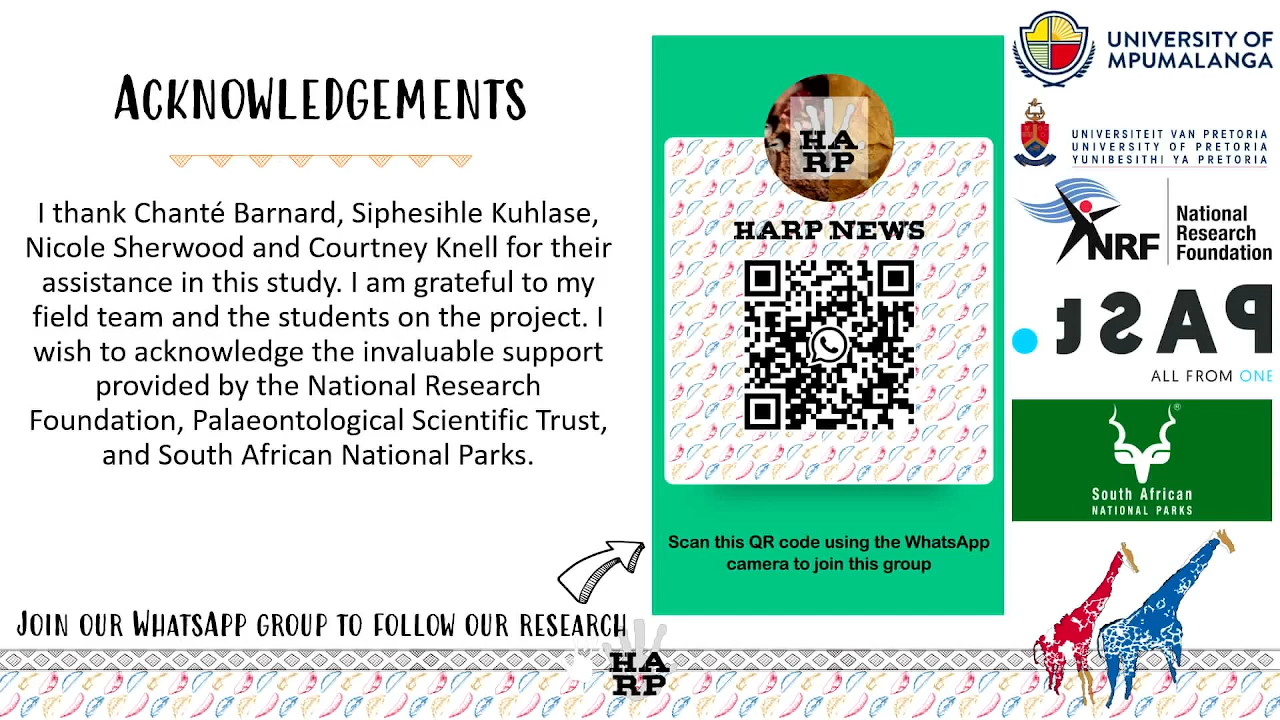 ACKNOWLEDGEMENTS
I thank Chanté Barnard, Siphesihle Kuhlase,
Nicole Sherwood and Courtney Knell for their
assistance in this study. I am grateful to my
field team and the students on the project. I
wish to acknowledge the invaluable support
provided by the National Research
Foundation, Palaeontological Scientific Trust,
and South African National Parks.
JOIN OUR WHATSAPP GROUP TO FOLLOW OUR RESEARCH
HA
RP
HARP NEWS
Scan this QR code using the WhatsApp
camera to join this group
HA
RP
UNIVERSITY OF
MPUMALANGA
UNIVERSITEIT VAN PRETORIA
UNIVERSITY OF PRETORIA
YUNIBESITHI YA PRETORIA
NRF
National
Research
Foundation
PAST.
ALL FROM ONE
®
South African
NATIONAL PARKS